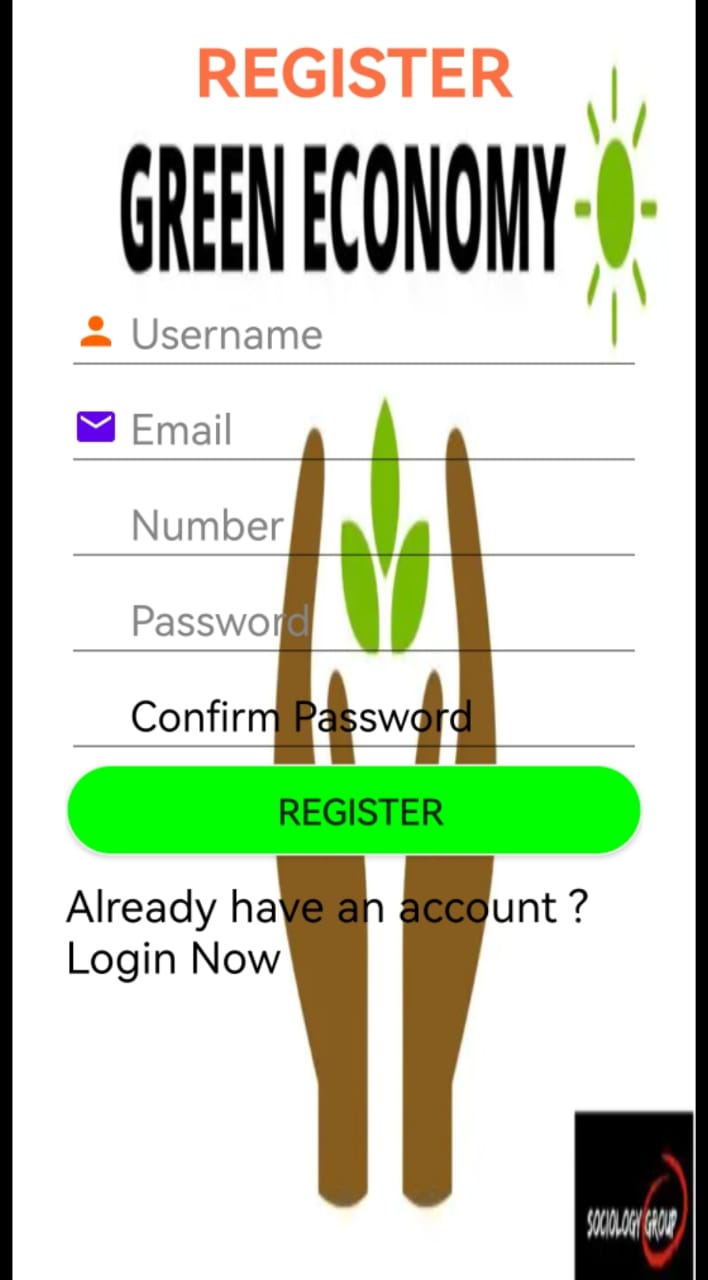 REGISTER
GREEN ECONOMY
Username
Email
Number
Password
Confirm Password
REGISTER
Already have an account ?
Login Now
SOCIOLOGY GROUP